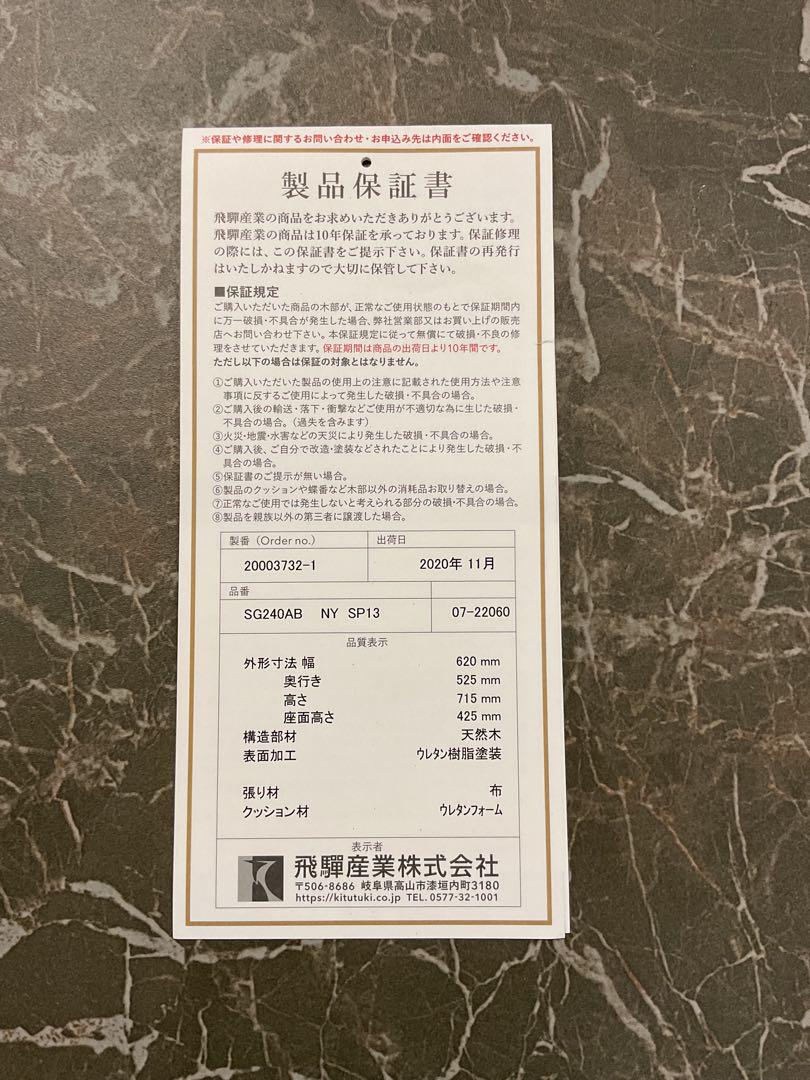 ※保証や修理に関するお問い合わせ・お申込み先は内面をご確認ください。
製品保証書
飛驒産業の商品をお求めいただきありがとうございます。
飛驒産業の商品は10年保証を承っております。保証修理
の際には、この保証書をご提示下さい。保証書の再発行
はいたしかねますので大切に保管して下さい。
■保証規定
ご購入いただいた商品の木部が、正常なご使用状態のもとで保証期間内
に万一破損・不具合が発生した場合、弊社営業部又はお買い上げの販売
店へお問い合わせ下さい。本保証規定に従って無償にて破損・不良の修
理をさせていただきます。保証期間は商品の出荷日より10年間です。
ただし以下の場合は保証の対象とはなりません。
①ご購入いただいた製品の使用上の注意に記載された使用方法や注意
事項に反するご使用によって発生した破損・不具合の場合。
②ご購入後の輸送・落下・衝撃などご使用が不適切な為に生じた破損・
不具合の場合。(過失を含みます)
③火災・地震・水害などの天災により発生した破損・不具合の場合。
④ご購入後、ご自分で改造・塗装などされたことにより発生した破損・不
具合の場合。
⑤保証書のご提示が無い場合。
⑥製品のクッションや蝶番など木部以外の消耗品お取り替えの場合。
⑦正常なご使用では発生しないと考えられる部分の破損・不具合の場合。
⑧製品を親族以外の第三者に譲渡した場合。
製番(Order no.) 出荷日
20003732-1 2020年 11月
品番
SG240AB NY SP13 07-22060
品質表示
外形寸法 幅 620 mm
奥行き 525 mm
高さ 715 mm
座面高さ 425 mm
構造部材 天然木
表面加工 ウレタン樹脂塗装
張り材 布
クッション材 ウレタンフォーム
表示者
飛驒産業株式会社
〒506-8686 岐阜県高山市漆垣内町3180
https://kitutuki.co.jp TEL. 0577-32-1001